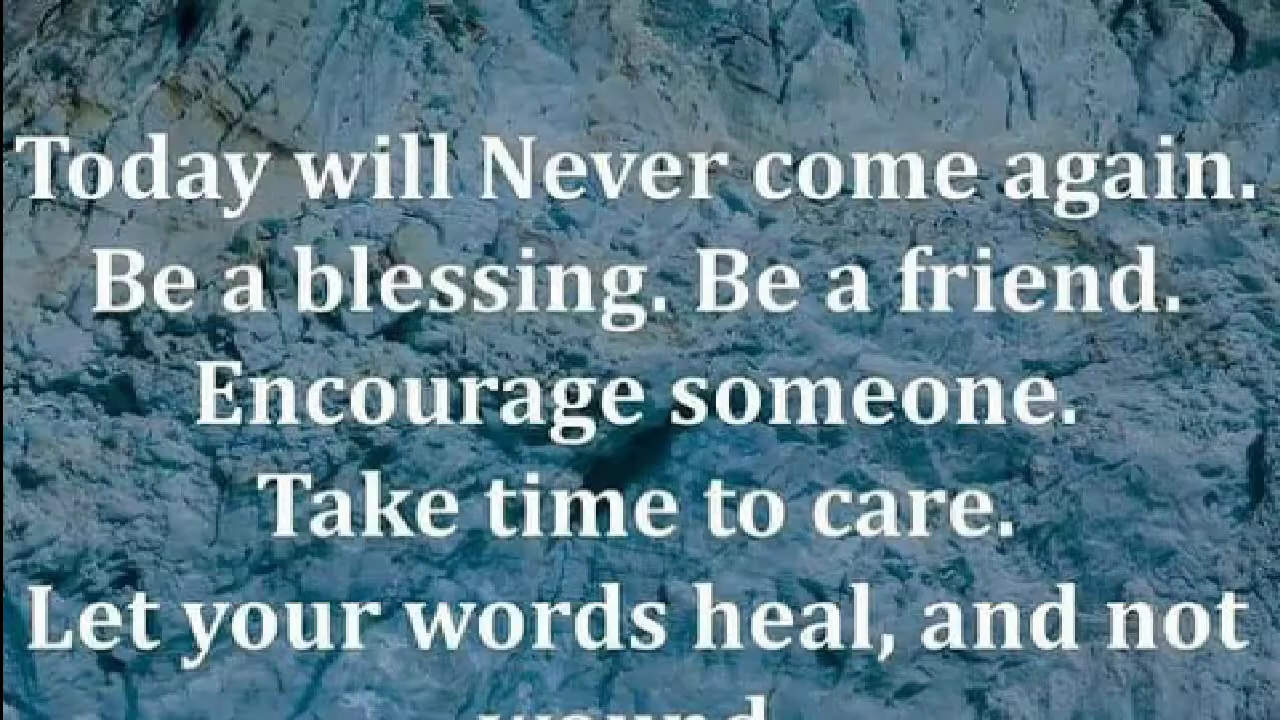 Today will Never come again.
Be a blessing. Be a friend.
Encourage someone.
Take time to care.
Let your words heal, and not
wound